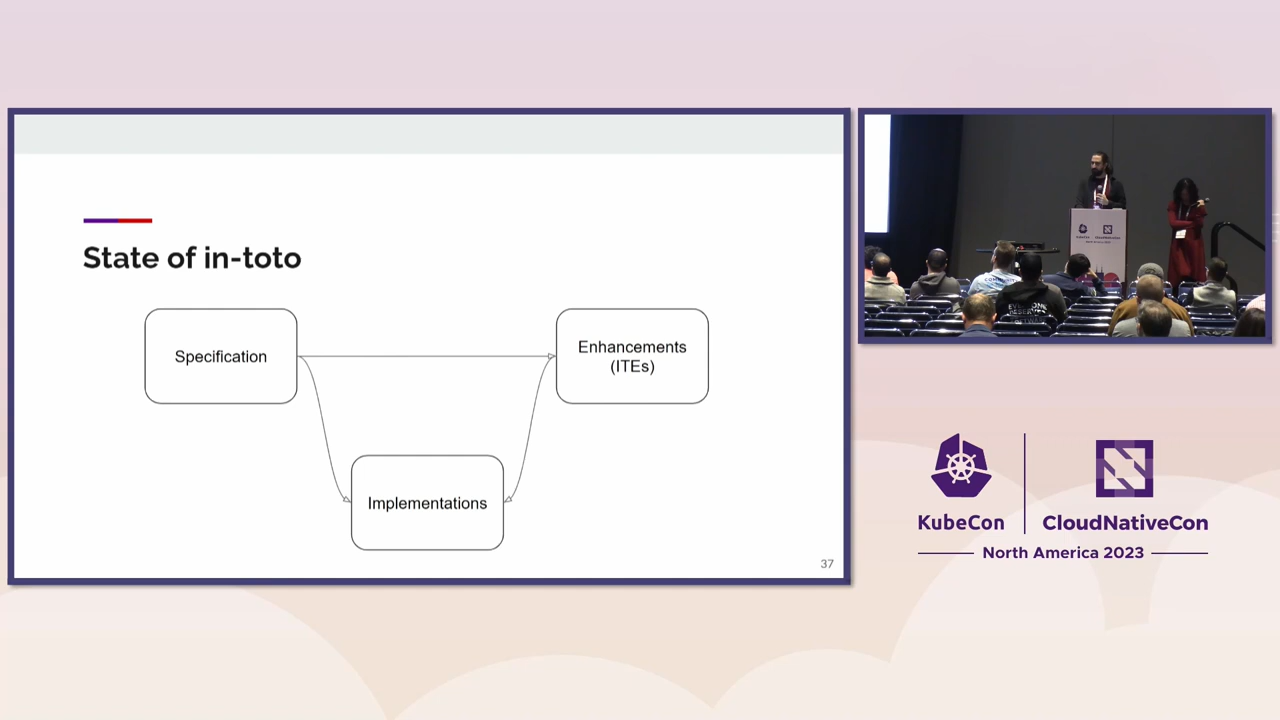 State of in-toto
Specification
Enhancements
(ITEs)
Implementations
37
KubeCon
CloudNativeCon
North America 2023